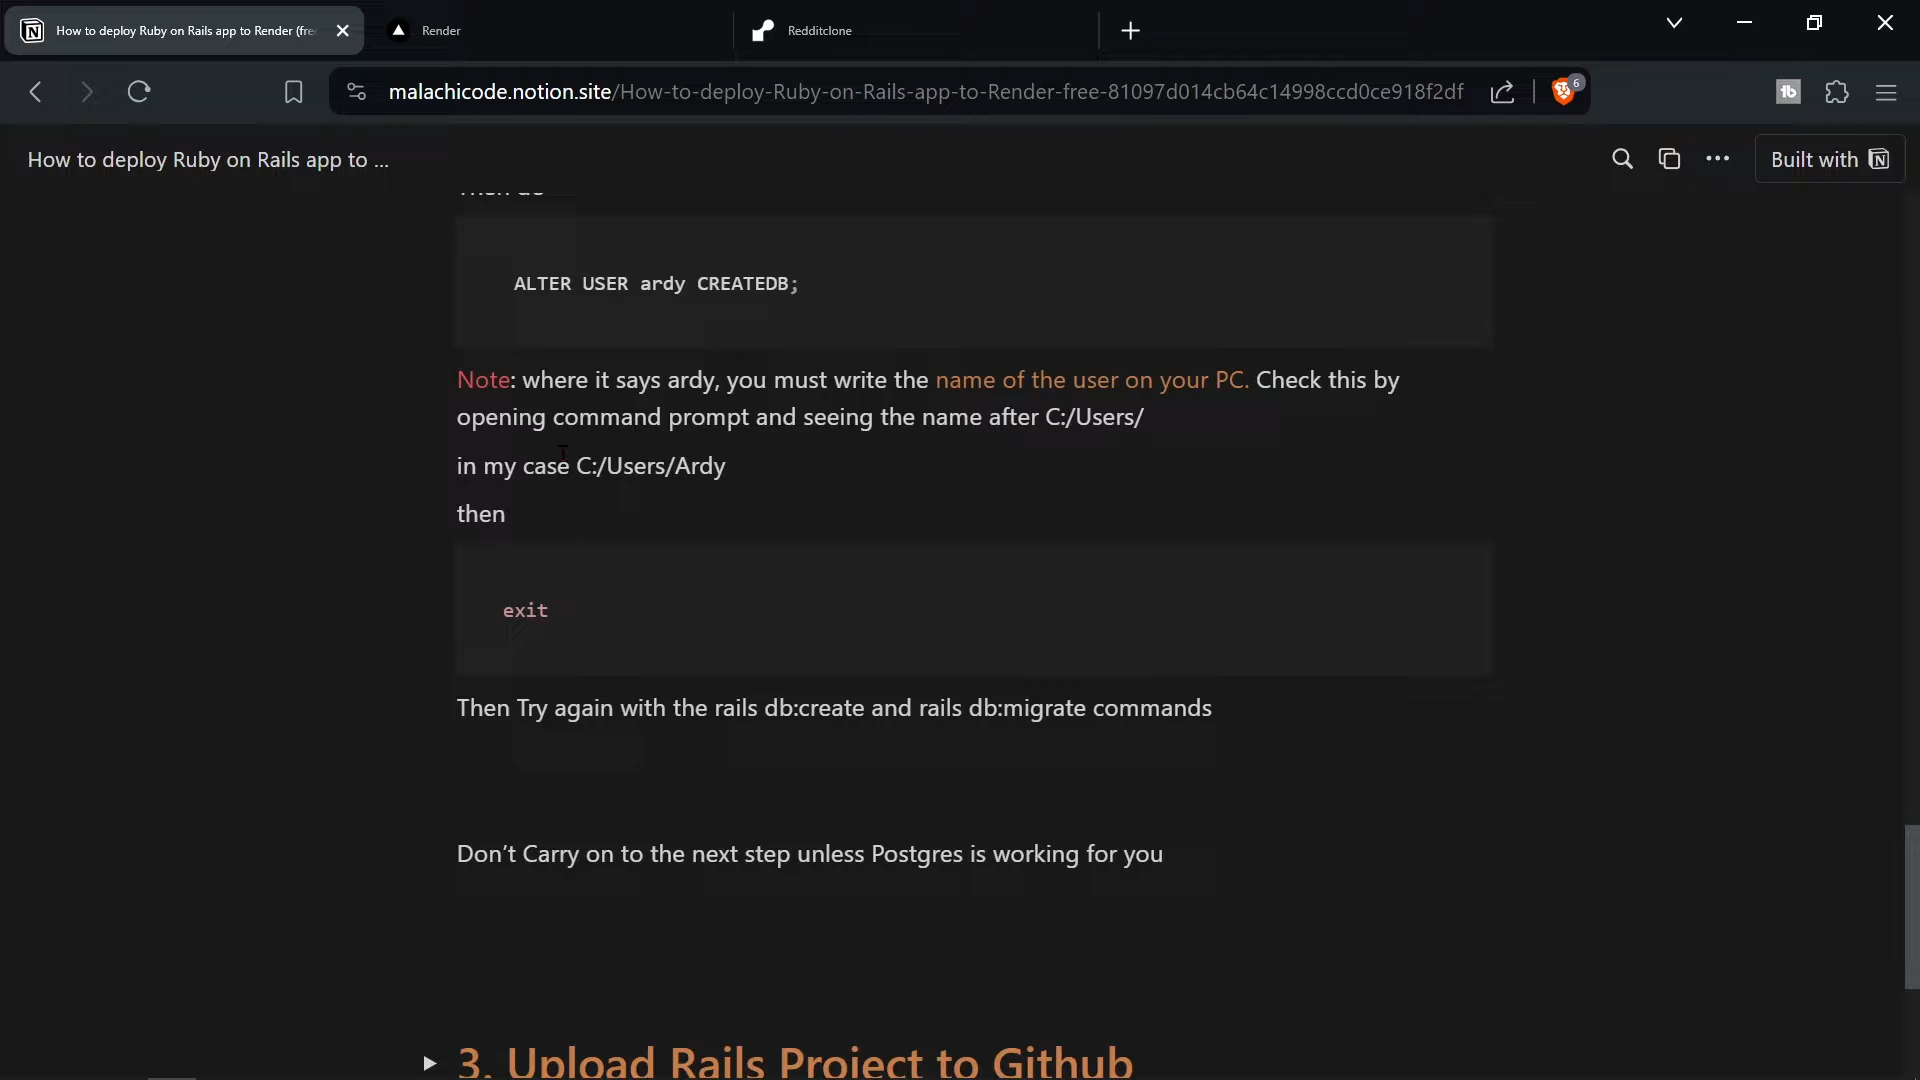 How to deploy Ruby on Rails app to Render (fre
Render
Redditclone
malachicode.notion.site/How-to-deploy-Ruby-on-Rails-app-to-Render-free-81097d014cb64c14998ccd0ce918f2df
6
How to deploy Ruby on Rails app to ...
Built with
Then do
ALTER USER ardy CREATEDB;
Note: where it says ardy, you must write the name of the user on your PC. Check this by
opening command prompt and seeing the name after C:/Users/
in my case C:/Users/Ardy
then
exit
Then Try again with the rails db:create and rails db:migrate commands
Don’t Carry on to the next step unless Postgres is working for you
3. Upload Rails Project to Github